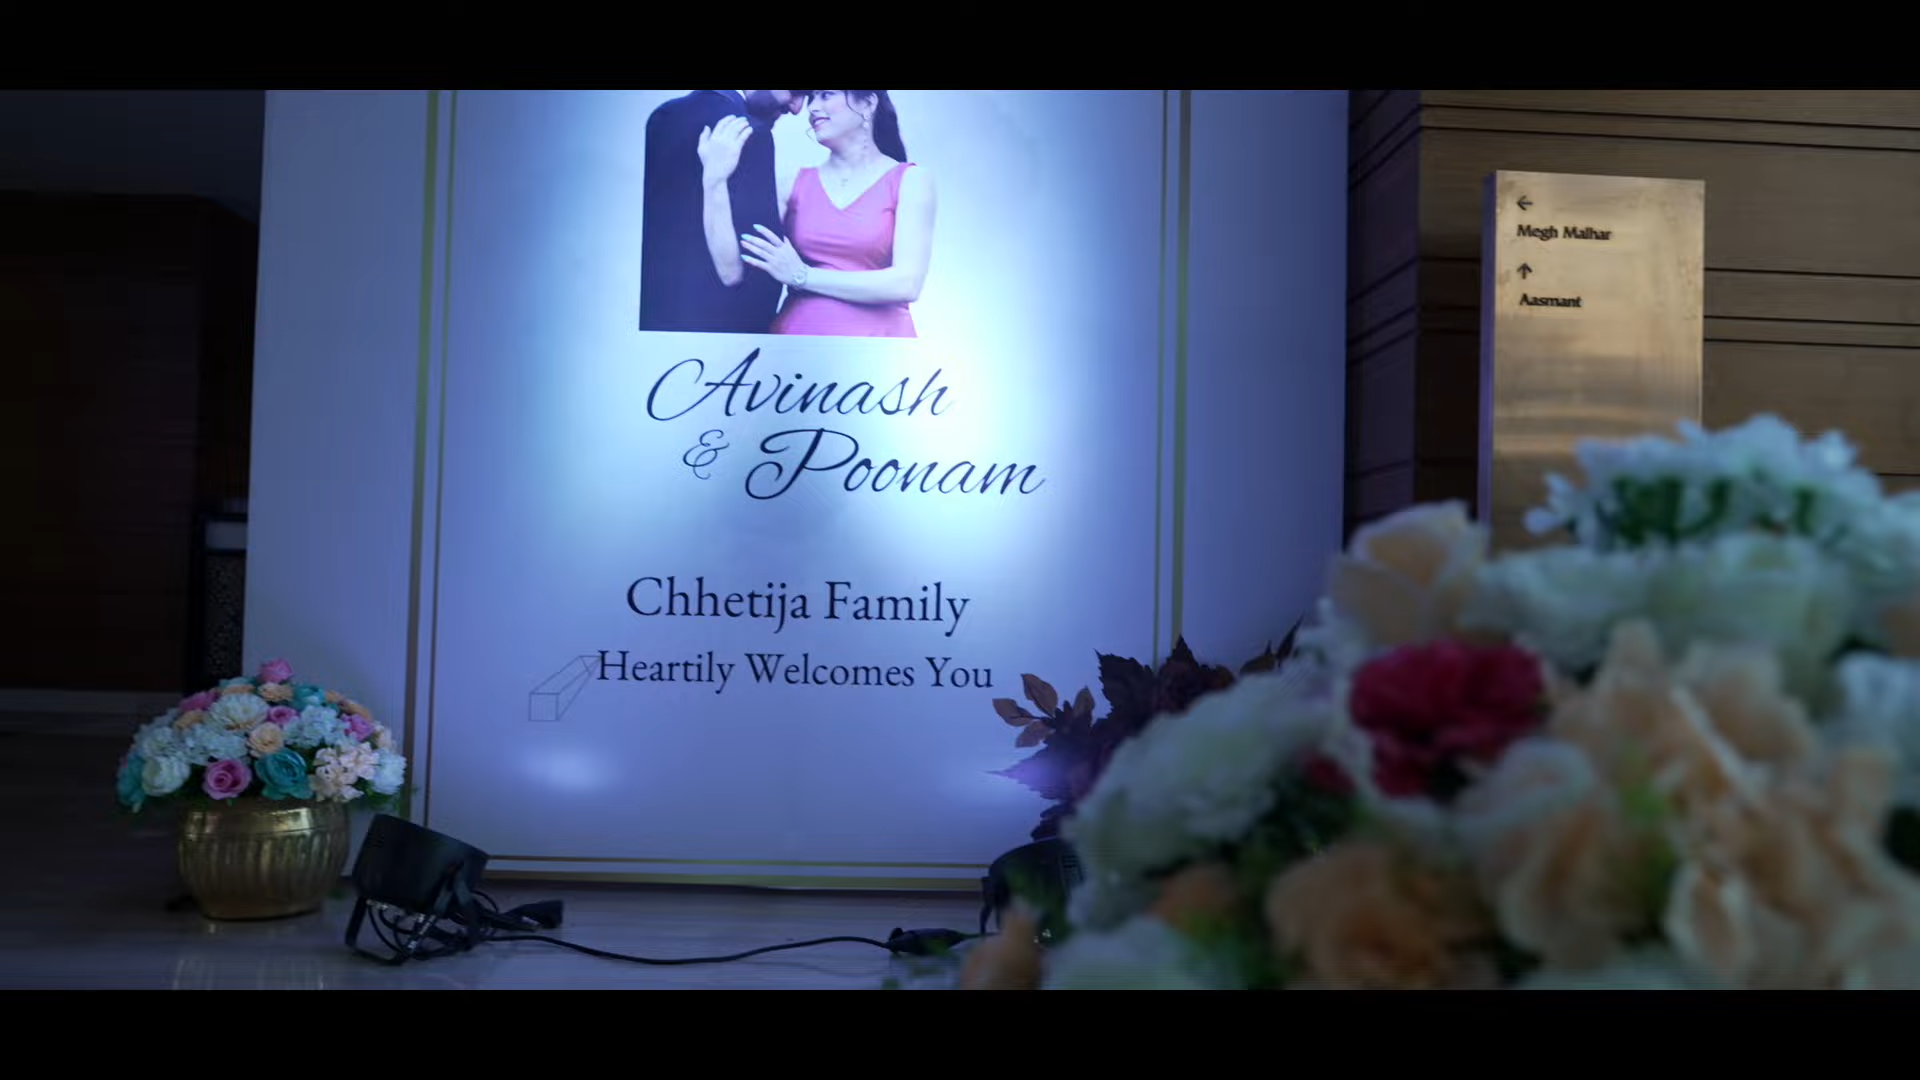 Avinash
& Poonam
Chhetija Family
Heartily Welcomes You
←
Megh Malhar
↑
Aasmant